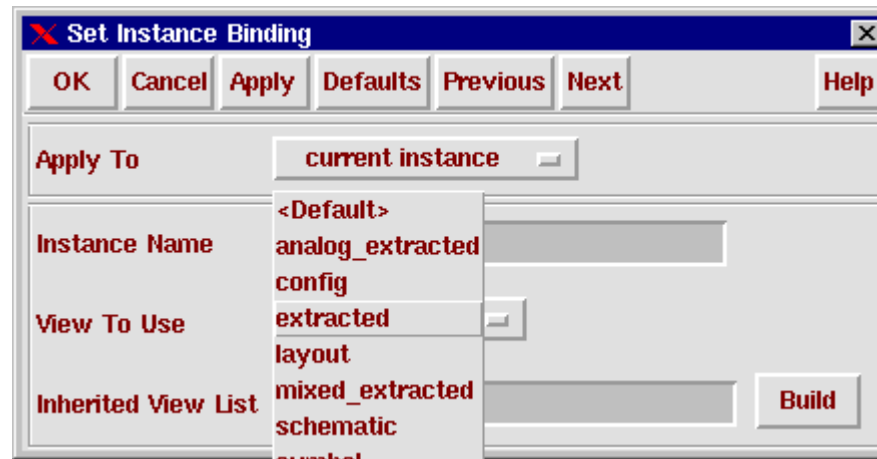 Set Instance Binding
OK Cancel Apply Defaults Previous Next Help
Apply To current instance
<Default>
Instance Name analog_extracted
config
View To Use extracted
layout
Inherited View List mixed_extracted Build
schematic
symbol